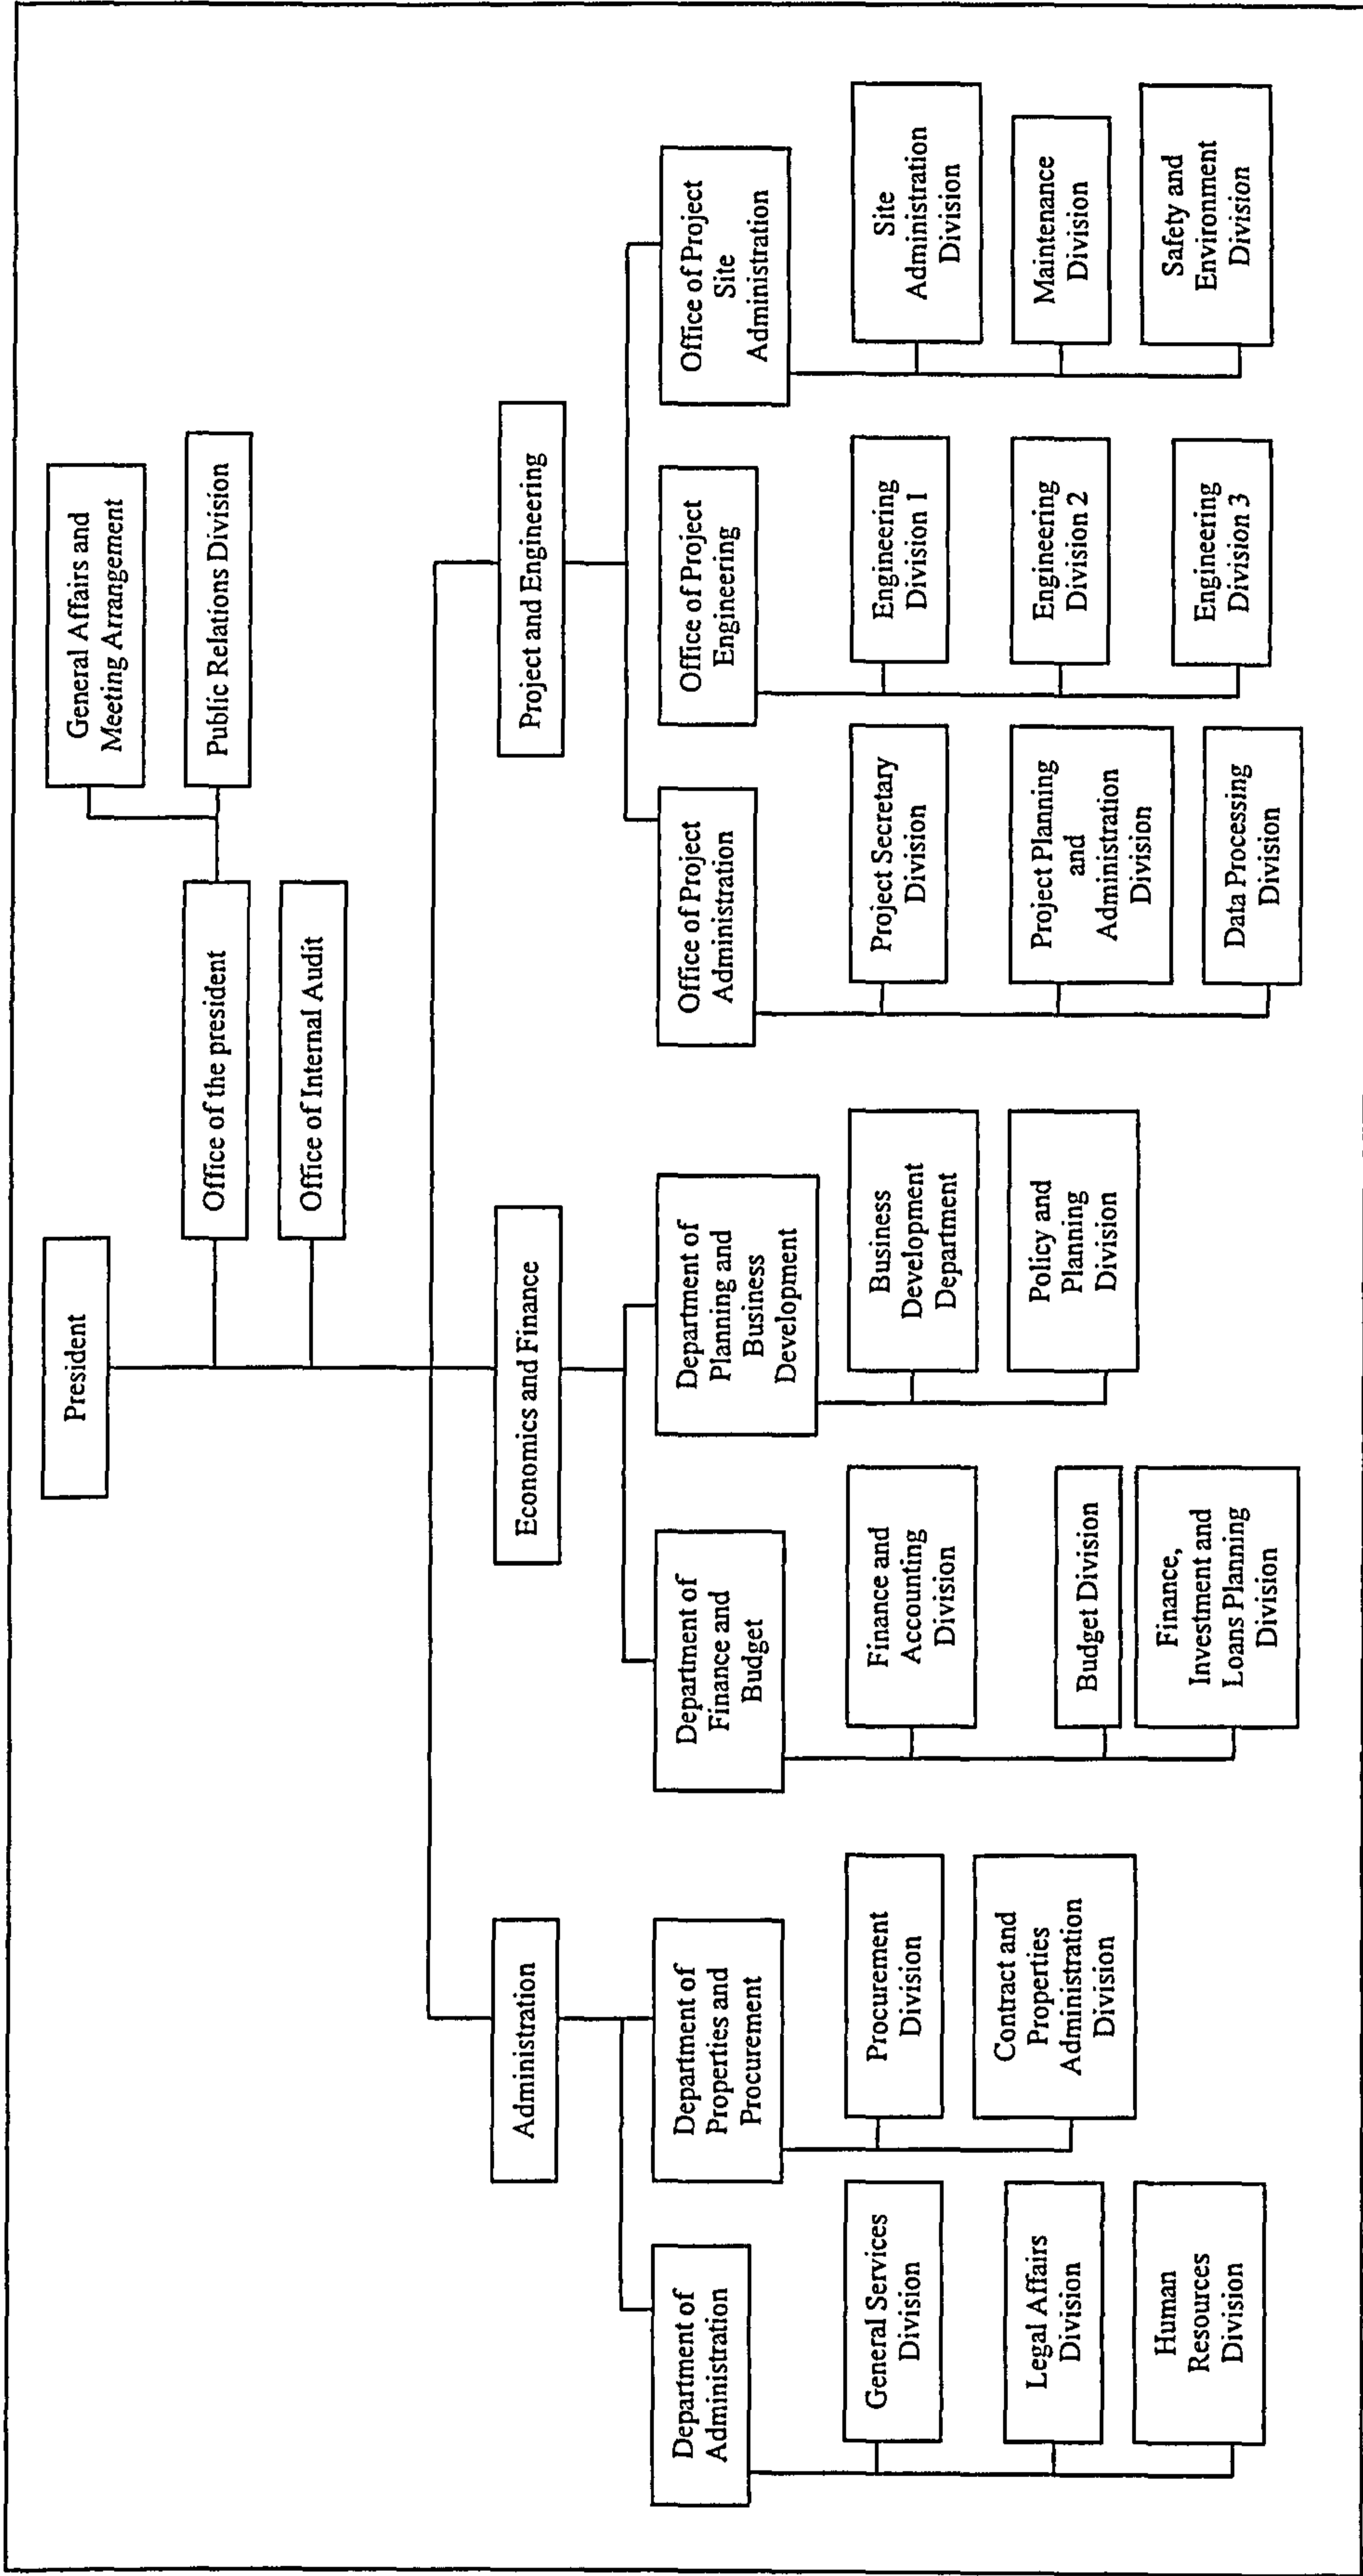 President
General Affairs and
Meeting Arrangement
Office of the president
Public Relations Division
Office of Internal Audit
Administration
Economics and Finance
Project and Engineering
Department of
Administration
Department of
Properties and
Procurement
Department of
Finance and
Budget
Department of
Planning and
Business
Development
Office of Project
Administration
Office of Project
Engineering
Office of Project
Site
Administration
General Services
Division
Legal Affairs
Division
Human
Resources
Division
Procurement
Division
Contract and
Properties
Administration
Division
Finance and
Accounting
Division
Budget Division
Finance,
Investment and
Loans Planning
Division
Business
Development
Department
Policy and
Planning
Division
Project Secretary
Division
Project Planning
and
Administration
Division
Data Processing
Division
Engineering
Division 1
Engineering
Division 2
Engineering
Division 3
Site
Administration
Division
Maintenance
Division
Safety and
Environment
Division